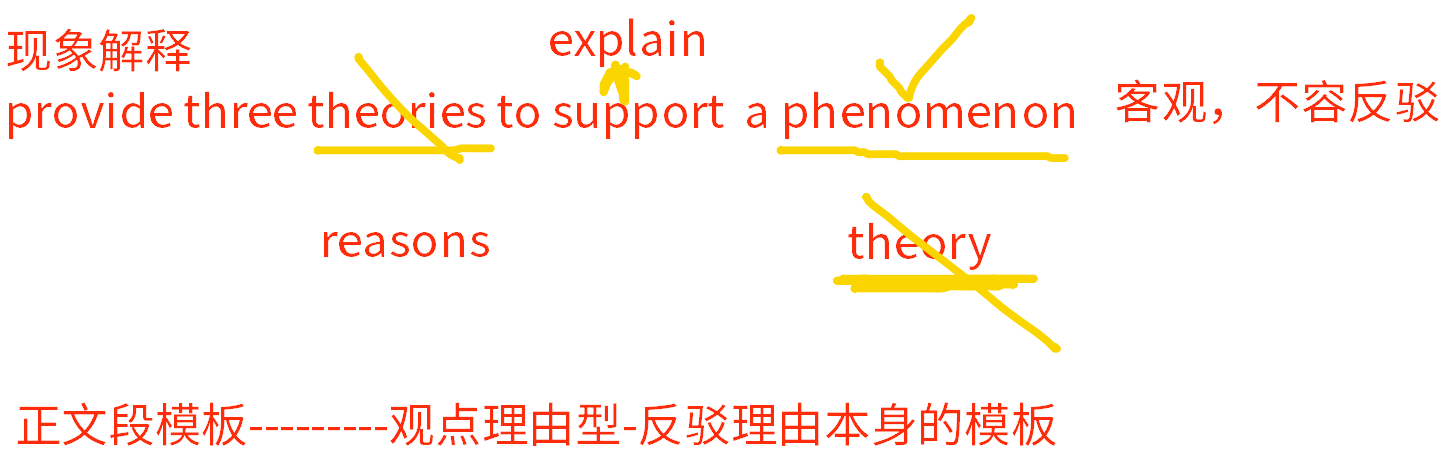 现象解释
explain
provide three theories to support a phenomenon 客观，不容反驳
reasons
theory
正文段模板---------观点理由型-反驳理由本身的模板